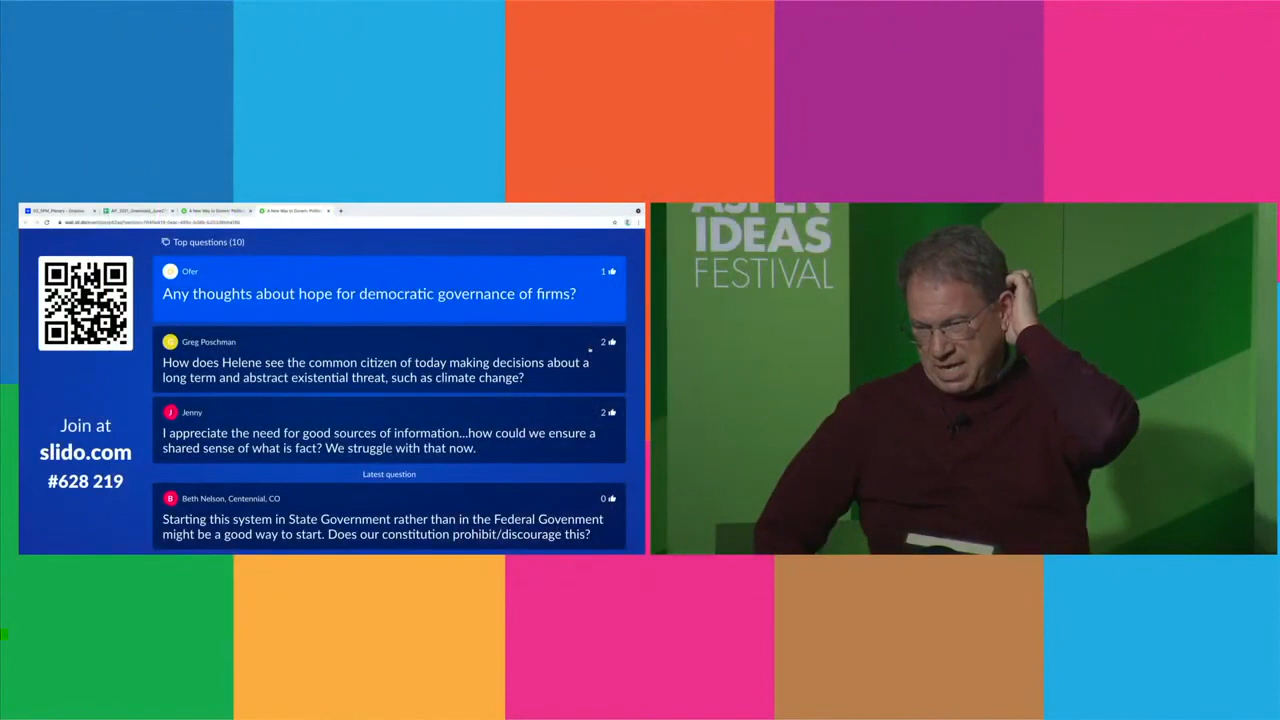 Top questions (10)
Ofer
1
Any thoughts about hope for democratic governance of firms?
Greg Poschman
2
How does Helene see the common citizen of today making decisions about a
long term and abstract existential threat, such as climate change?
J
Jenny
2
I appreciate the need for good sources of information...how could we ensure a
shared sense of what is fact? We struggle with that now.
Latest question
B
Beth Nelson, Centennial, CO
0
Starting this system in State Government rather than in the Federal Govenment
might be a good way to start. Does our constitution prohibit/discourage this?
Join at
slido.com
#628 219
ASPEN
IDEAS
FESTIVAL